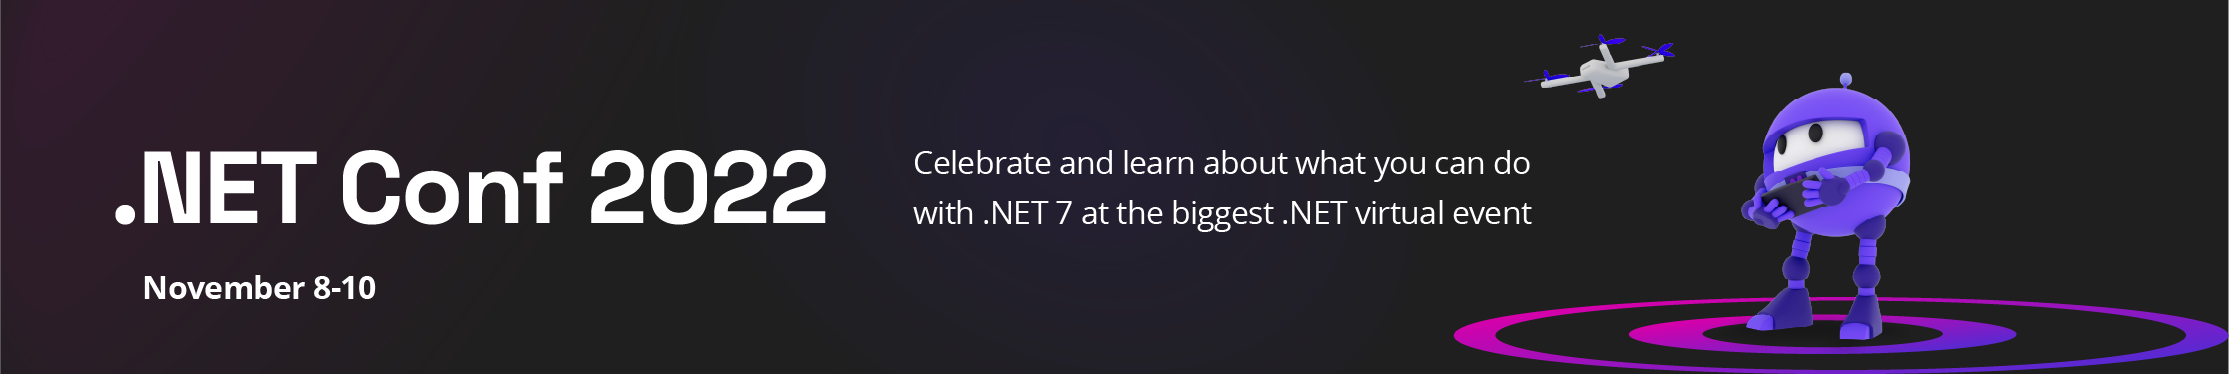 .NET Conf 2022
November 8-10
Celebrate and learn about what you can do
with .NET 7 at the biggest .NET virtual event